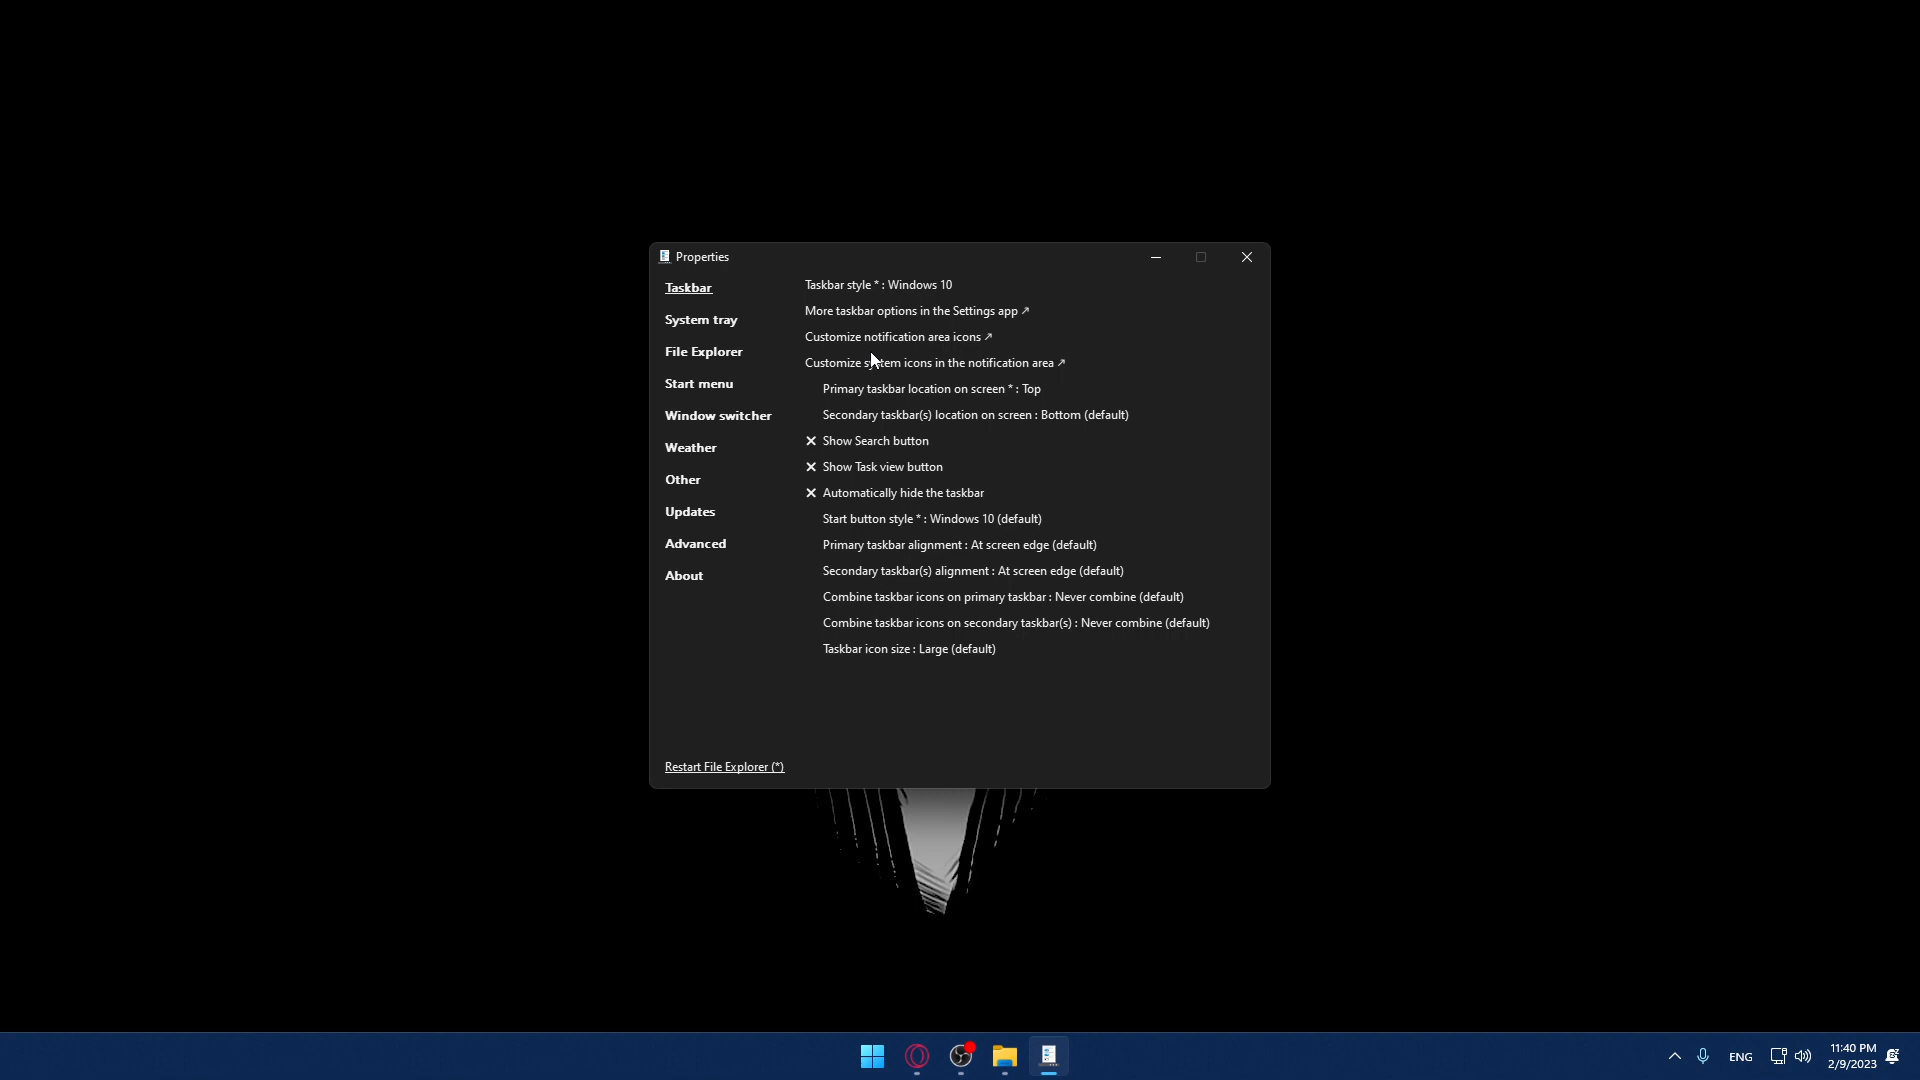 Properties
Taskbar
System tray
File Explorer
Start menu
Window switcher
Weather
Other
Updates
Advanced
About
Restart File Explorer (*)
Taskbar style * : Windows 10
More taskbar options in the Settings app ↗
Customize notification area icons ↗
Customize system icons in the notification area ↗
Primary taskbar location on screen * : Top
Secondary taskbar(s) location on screen : Bottom (default)
Show Search button
Show Task view button
Automatically hide the taskbar
Start button style * : Windows 10 (default)
Primary taskbar alignment : At screen edge (default)
Secondary taskbar(s) alignment : At screen edge (default)
Combine taskbar icons on primary taskbar : Never combine (default)
Combine taskbar icons on secondary taskbar(s) : Never combine (default)
Taskbar icon size : Large (default)
ENG
11:40 PM
2/9/2023